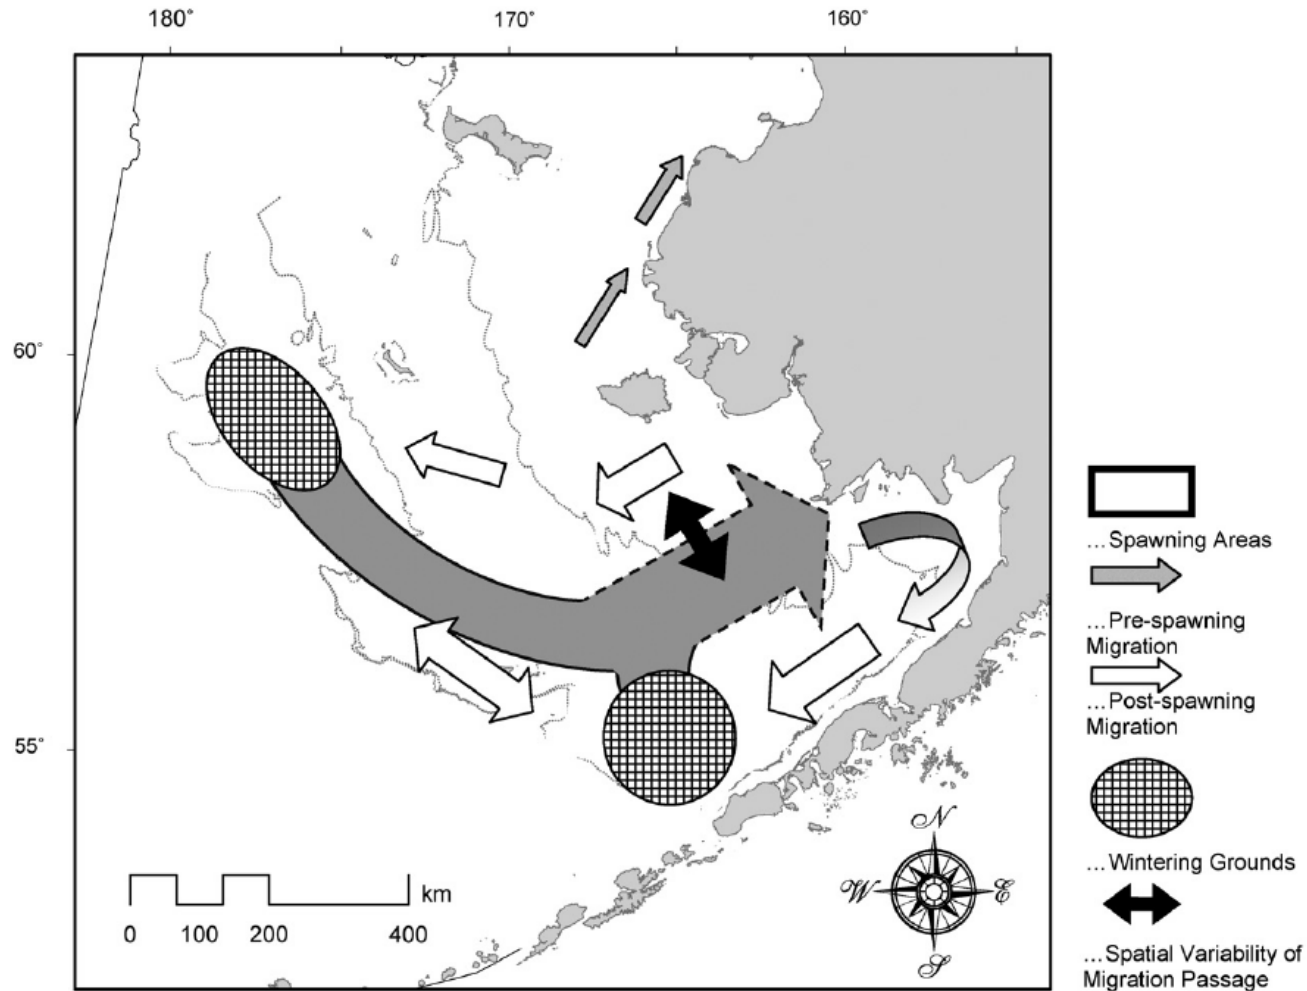 180°
170°
160°
60°
55°
...Spawning Areas
...Pre-spawning
Migration
...Post-spawning
Migration
...Wintering Grounds
...Spatial Variability of
Migration Passage
N
W
E
S
km
0
100
200
400